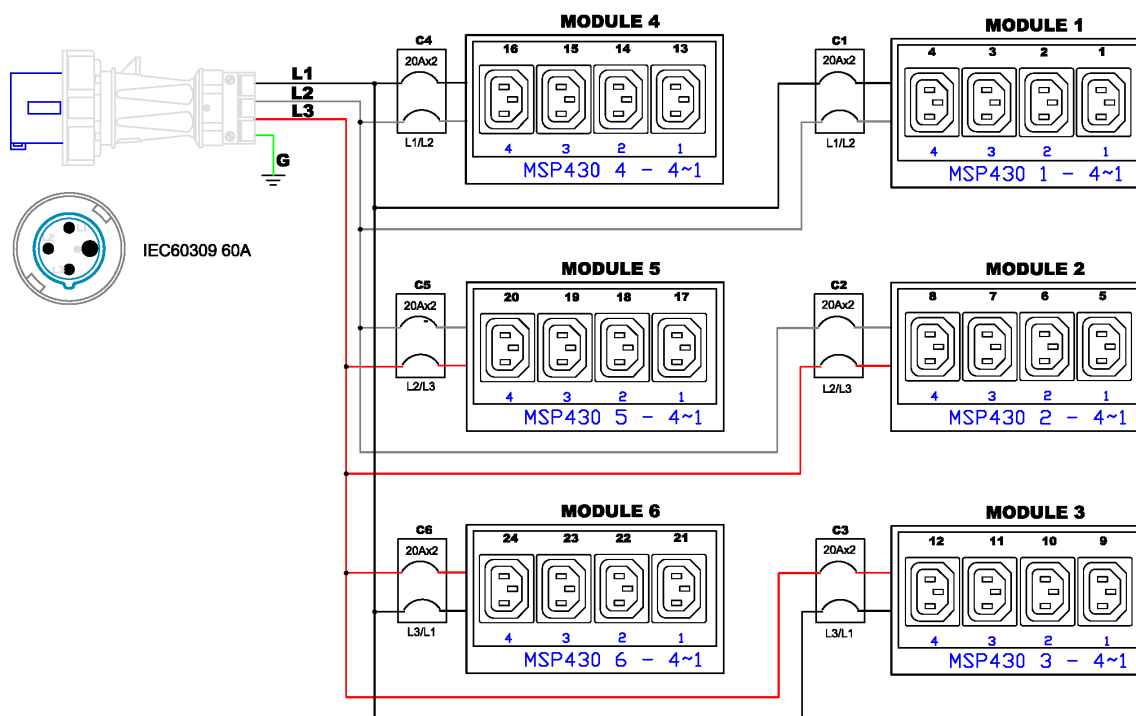 MODULE 4
MODULE 1
C4
16 15 14 13
C1
4 3 2 1
20Ax2
20Ax2
L1
L2
L3
L1/L2
4 3 2 1
MSP430 4 - 4~1
L1/L2
4 3 2 1
MSP430 1 - 4~1
G
L1
L2
L3
IEC60309 60A
MODULE 5
MODULE 2
C5
20 19 18 17
C2
8 7 6 5
20Ax2
20Ax2
L2/L3
4 3 2 1
MSP430 5 - 4~1
L2/L3
4 3 2 1
MSP430 2 - 4~1
MODULE 6
MODULE 3
C6
24 23 22 21
C3
12 11 10 9
20Ax2
20Ax2
L3/L1
4 3 2 1
MSP430 6 - 4~1
L3/L1
4 3 2 1
MSP430 3 - 4~1